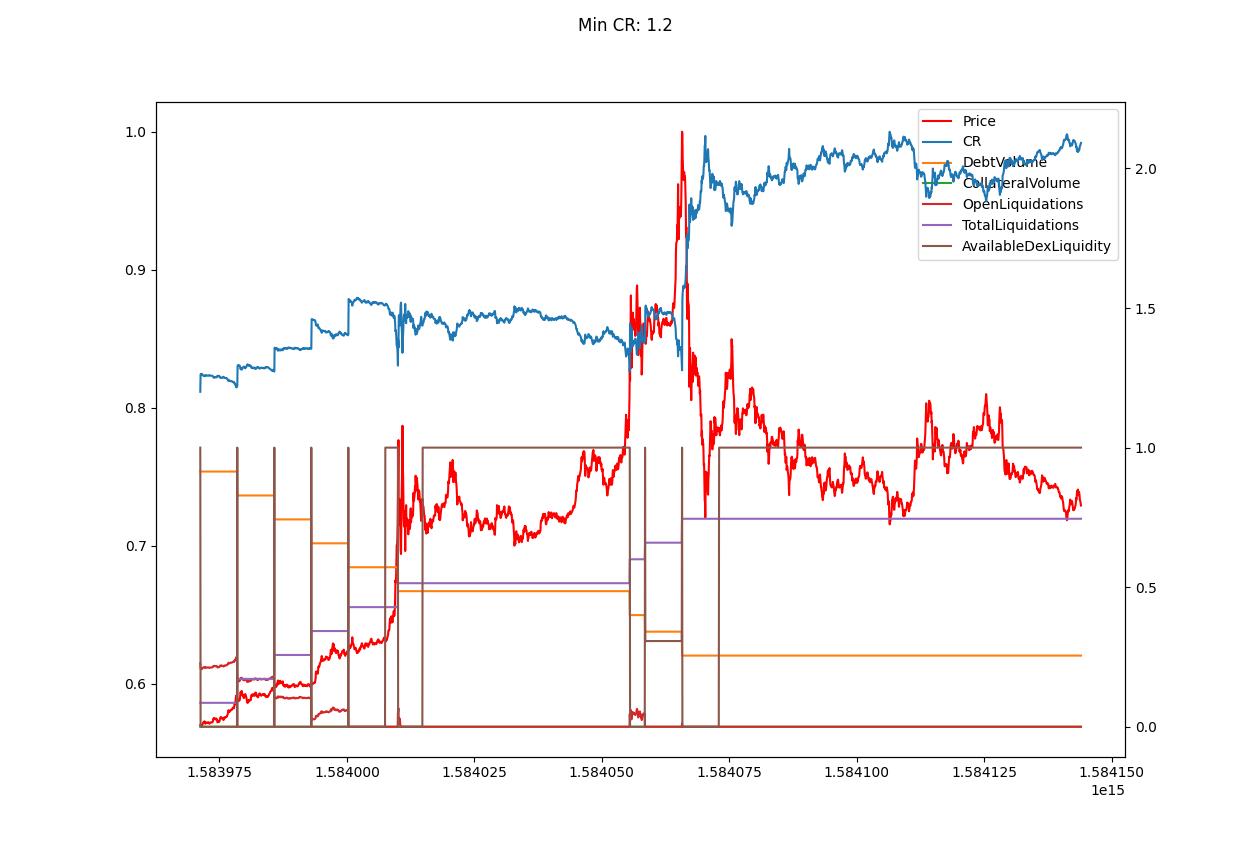 Min CR: 1.2
Price
CR
DebtVolume
CollateralVolume
OpenLiquidations
TotalLiquidations
AvailableDexLiquidity
1.0
0.9
0.8
0.7
0.6
2.0
1.5
1.0
0.5
0.0
1.583975 1.584000 1.584025 1.584050 1.584075 1.584100 1.584125 1.584150
1e15